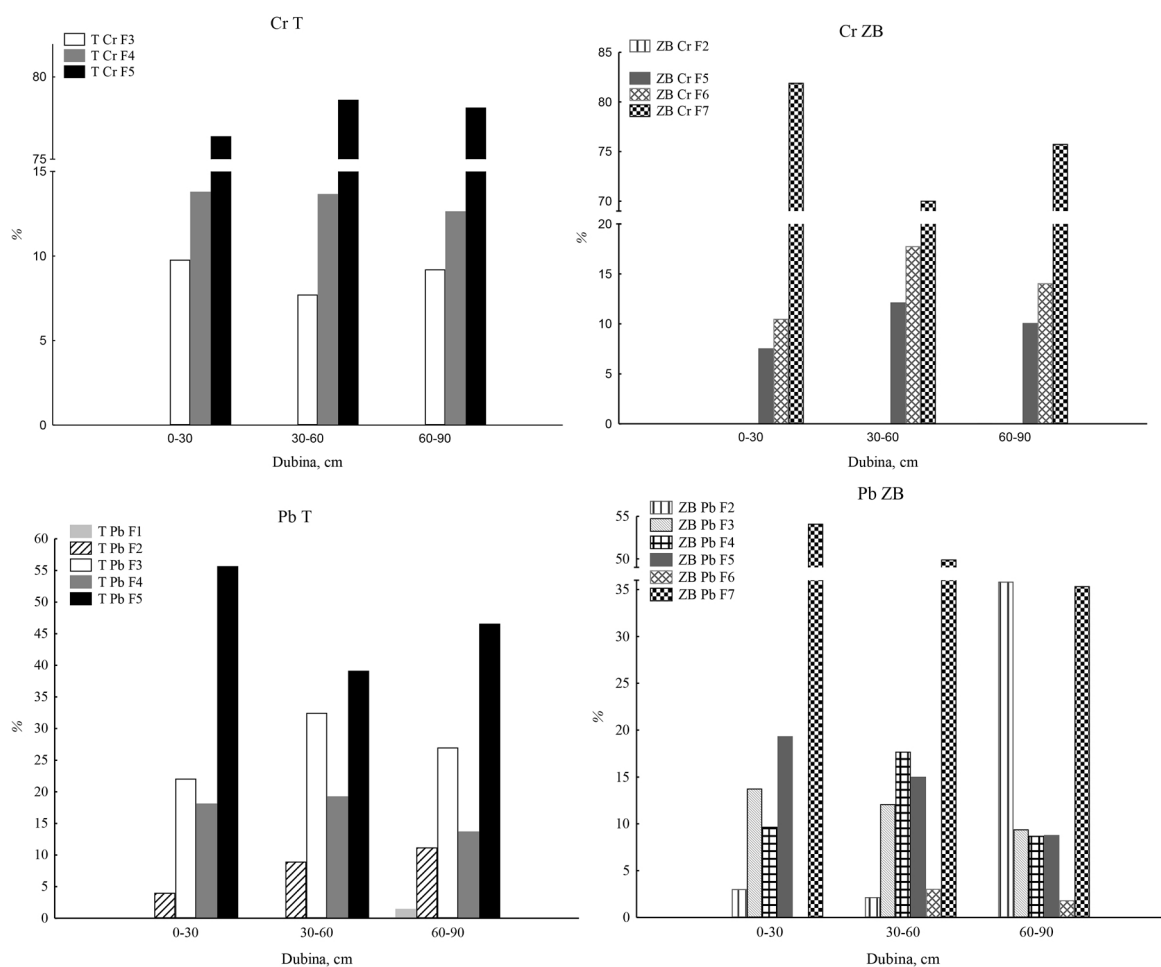 Cr T
T Cr F3
T Cr F4
T Cr F5
80
75
15
10
5
0
%
0-30
30-60
60-90
Dubina, cm
Cr ZB
ZB Cr F2
ZB Cr F5
ZB Cr F6
ZB Cr F7
85
80
75
70
20
15
10
5
0
%
0-30
30-60
60-90
Dubina, cm
Pb T
T Pb F1
T Pb F2
T Pb F3
T Pb F4
T Pb F5
60
55
50
45
40
35
30
25
20
15
10
5
0
%
0-30
30-60
60-90
Dubina, cm
Pb ZB
ZB Pb F2
ZB Pb F3
ZB Pb F4
ZB Pb F5
ZB Pb F6
ZB Pb F7
55
50
35
30
25
20
15
10
5
0
%
0-30
30-60
60-90
Dubina, cm